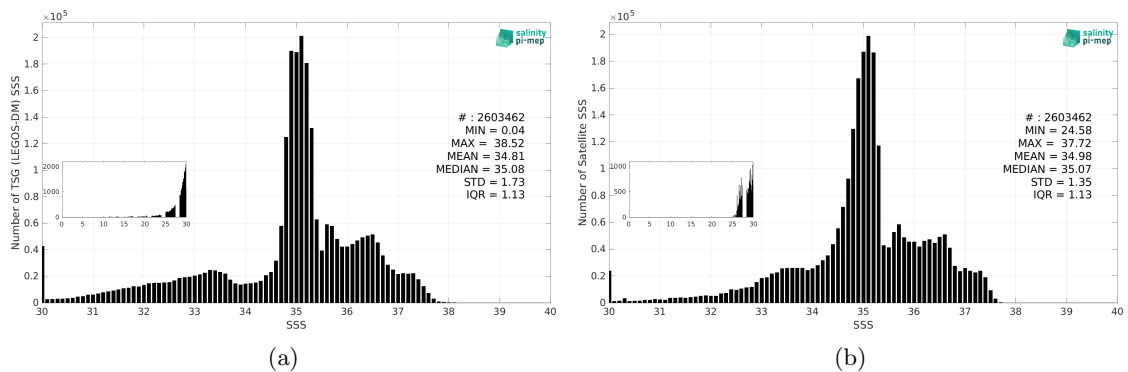 ×10⁵
2
1.8
1.6
1.4
1.2
1
0.8
0.6
0.4
0.2
0
Number of TSG (LEGOS-DM) SSS
salinity
pi-mep
# : 2603462
MIN = 0.04
MAX = 38.52
MEAN = 34.81
MEDIAN = 35.08
STD = 1.73
IQR = 1.13
2000
1000
0
0 5 10 15 20 25 30
30 31 32 33 34 35 36 37 38 39 40
SSS
(a)
×10⁵
2
1.8
1.6
1.4
1.2
1
0.8
0.6
0.4
0.2
0
Number of Satellite SSS
salinity
pi-mep
# : 2603462
MIN = 24.58
MAX = 37.72
MEAN = 34.98
MEDIAN = 35.07
STD = 1.35
IQR = 1.13
1000
500
0
0 5 10 15 20 25 30
30 31 32 33 34 35 36 37 38 39 40
SSS
(b)